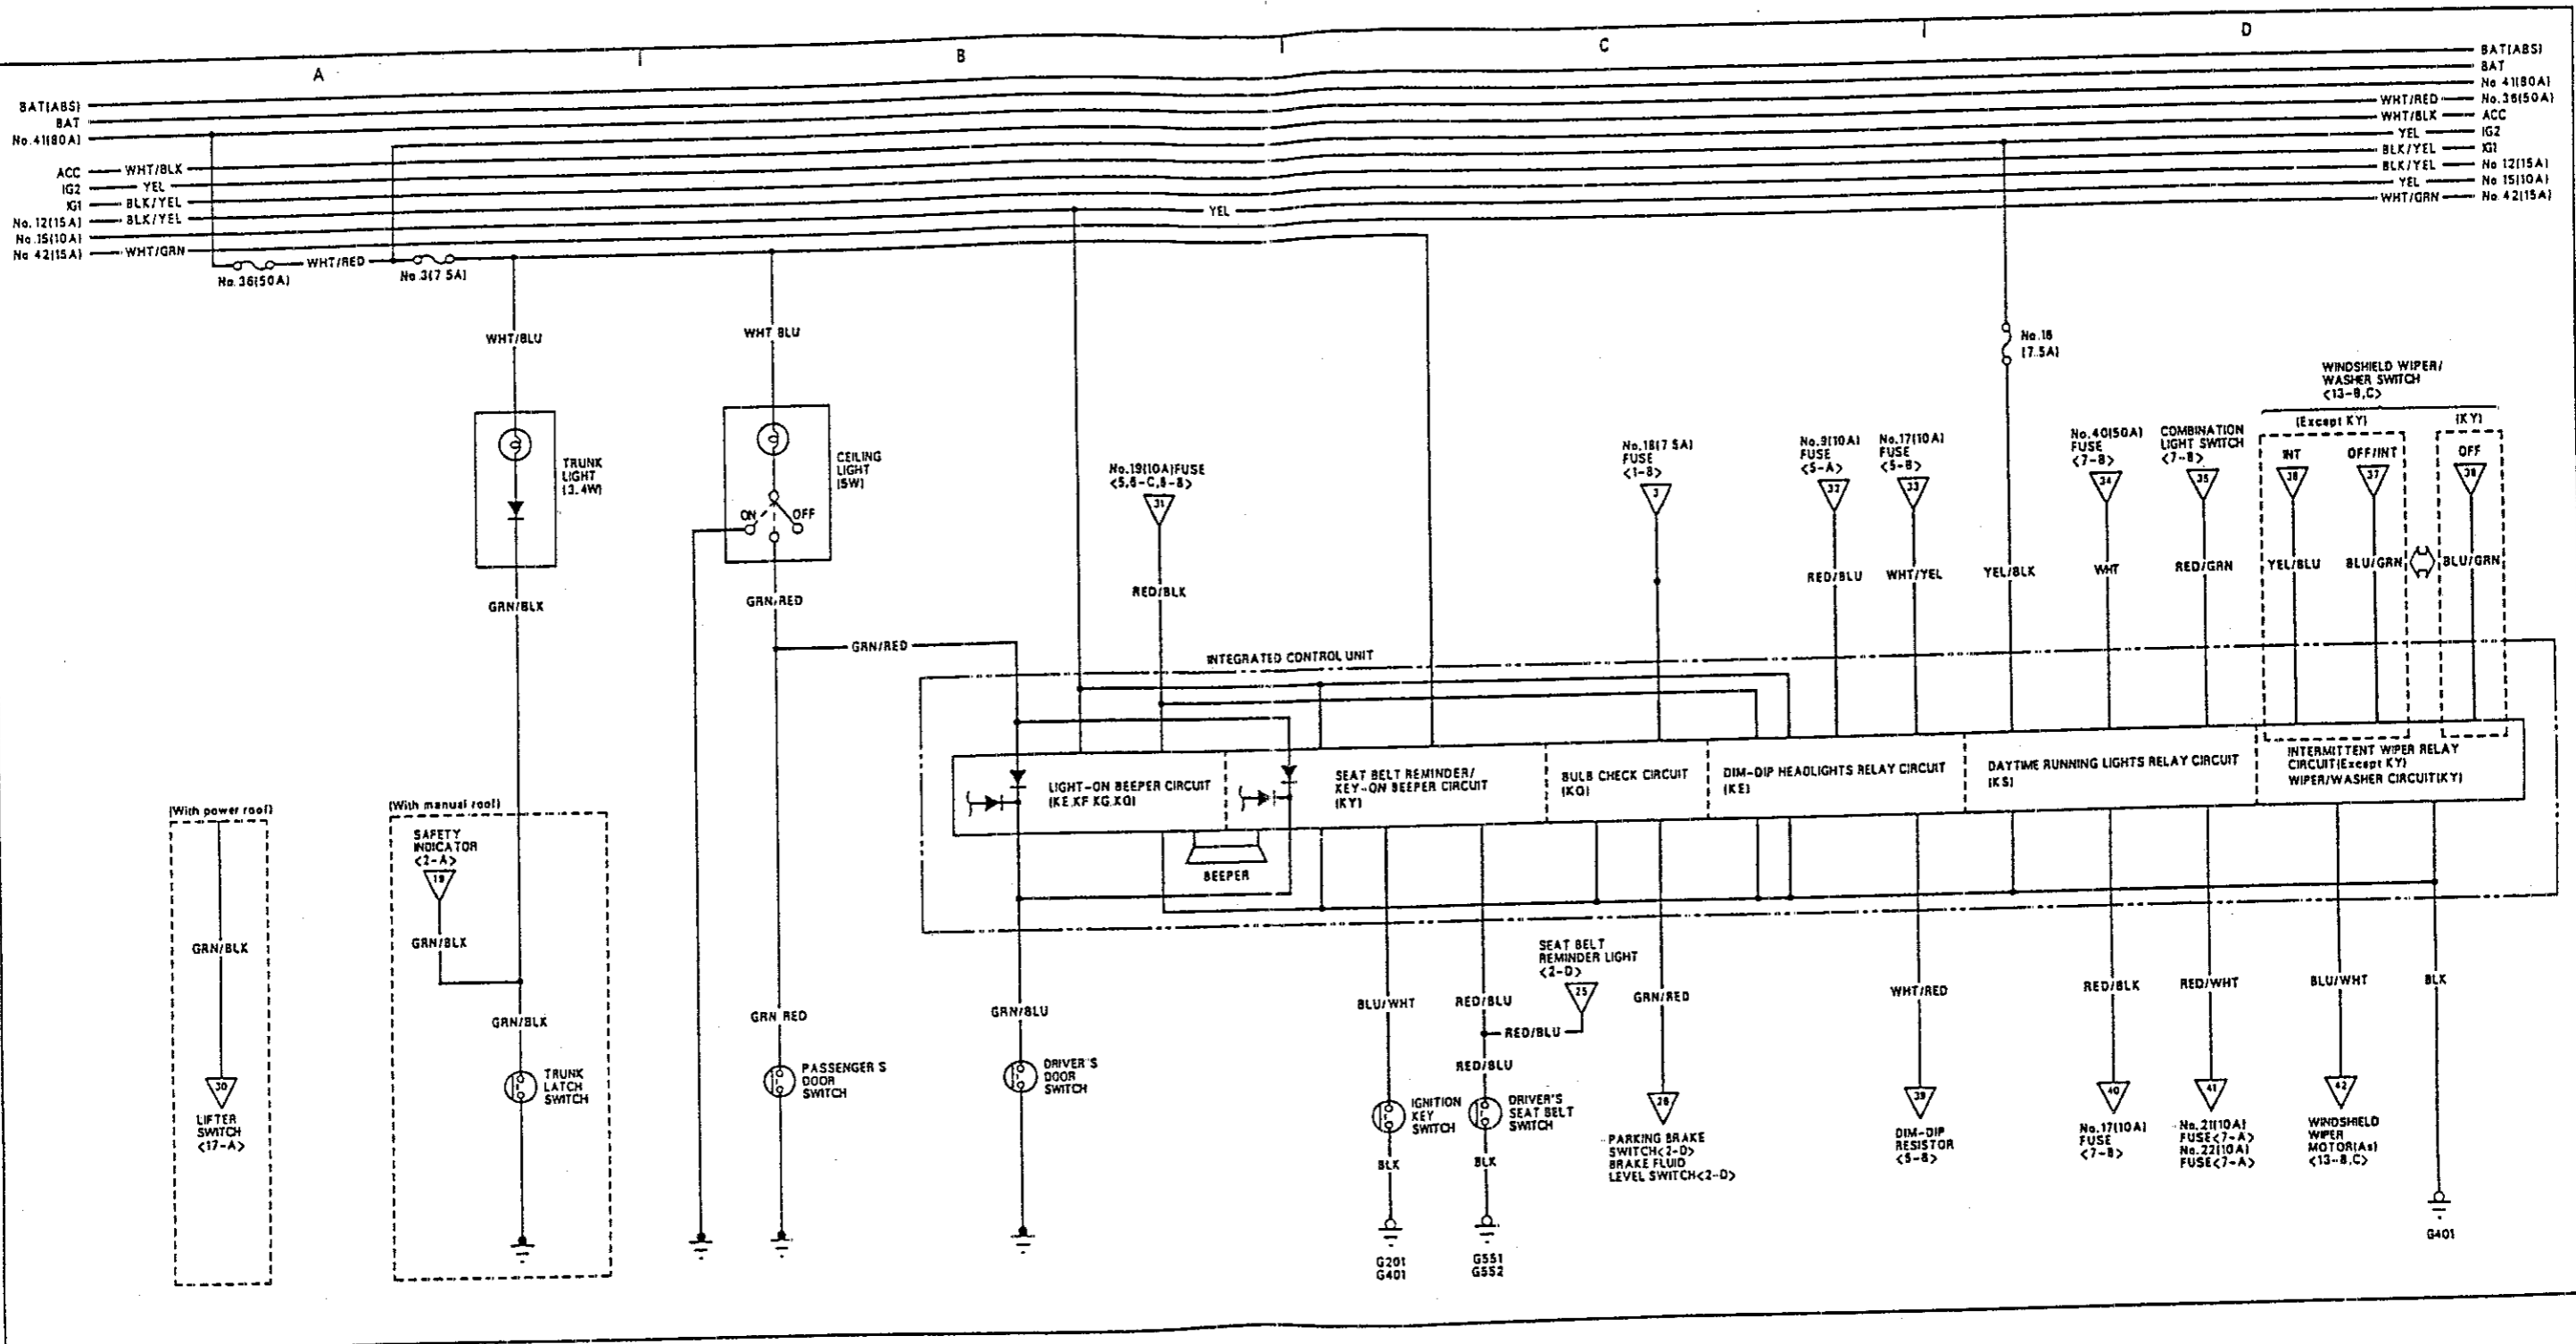 A
B
C
D
BAT(ABS)
BAT
No.41(80A)
ACC
WHT/BLK
IG2
YEL
IG1
BLK/YEL
No.12(15A)
BLK/YEL
No.15(10A)
No 42(15A)
WHT/GRN
BAT(ABS)
BAT
No 41(80A)
WHT/RED
No.36(50A)
WHT/BLK
ACC
YEL
IG2
BLK/YEL
IG1
BLK/YEL
No 12(15A)
YEL
No 15(10A)
WHT/GRN
No.42(15A)
YEL
No.36(50A)
WHT/RED
No.3(7 5A)
WHT/BLU
WHT BLU
TRUNK
LIGHT
(3.4W)
CEILING
LIGHT
(5W)
ON
OFF
GRN/BLK
GRN/RED
GRN/RED
No.19(10A)FUSE
<5,6-C,8-B>
31
RED/BLK
No.18(7 5A)
FUSE
<1-B>
3
No.9(10A)
FUSE
<5-A>
32
RED/BLU
No.17(10A)
FUSE
<5-B>
33
WHT/YEL
No.18
(7.5A)
YEL/BLK
No.40(50A)
FUSE
<7-B>
34
WHT
COMBINATION
LIGHT SWITCH
<7-B>
35
RED/GRN
WINDSHIELD WIPER/
WASHER SWITCH
<13-B,C>
(Except KY)
(KY)
INT
OFF/INT
OFF
37
YEL/BLU
BLU/GRN
BLU/GRN
INTEGRATED CONTROL UNIT
LIGHT-ON BEEPER CIRCUIT
(KE.KF KG.KQ)
SEAT BELT REMINDER/
KEY-ON BEEPER CIRCUIT
(KY)
BULB CHECK CIRCUIT
(KQ)
DIM-DIP HEADLIGHTS RELAY CIRCUIT
(KE)
DAYTIME RUNNING LIGHTS RELAY CIRCUIT
(KS)
INTERMITTENT WIPER RELAY
CIRCUIT(Except KY)
WIPER/WASHER CIRCUIT(KY)
BEEPER
(With power roof)
GRN/BLK
30
LIFTER
SWITCH
<17-A>
(With manual roof)
SAFETY
INDICATOR
<2-A>
19
GRN/BLK
GRN/BLK
TRUNK
LATCH
SWITCH
GRN RED
PASSENGER'S
DOOR
SWITCH
GRN/BLU
DRIVER'S
DOOR
SWITCH
BLU/WHT
IGNITION
KEY
SWITCH
BLK
G201
G401
SEAT BELT
REMINDER LIGHT
<2-D>
25
RED/BLU
RED/BLU
RED/BLU
DRIVER'S
SEAT BELT
SWITCH
BLK
G551
G552
GRN/RED
PARKING BRAKE
SWITCH<2-D>
BRAKE FLUID
LEVEL SWITCH<2-D>
WHT/RED
39
DIM-DIP
RESISTOR
<5-B>
RED/BLK
40
No.17(10A)
FUSE
<7-B>
RED/WHT
41
No.21(10A)
FUSE<7-A>
No.22(10A)
FUSE<7-A>
BLU/WHT
42
WINDSHIELD
WIPER
MOTOR(As)
<13-B,C>
BLK
G401